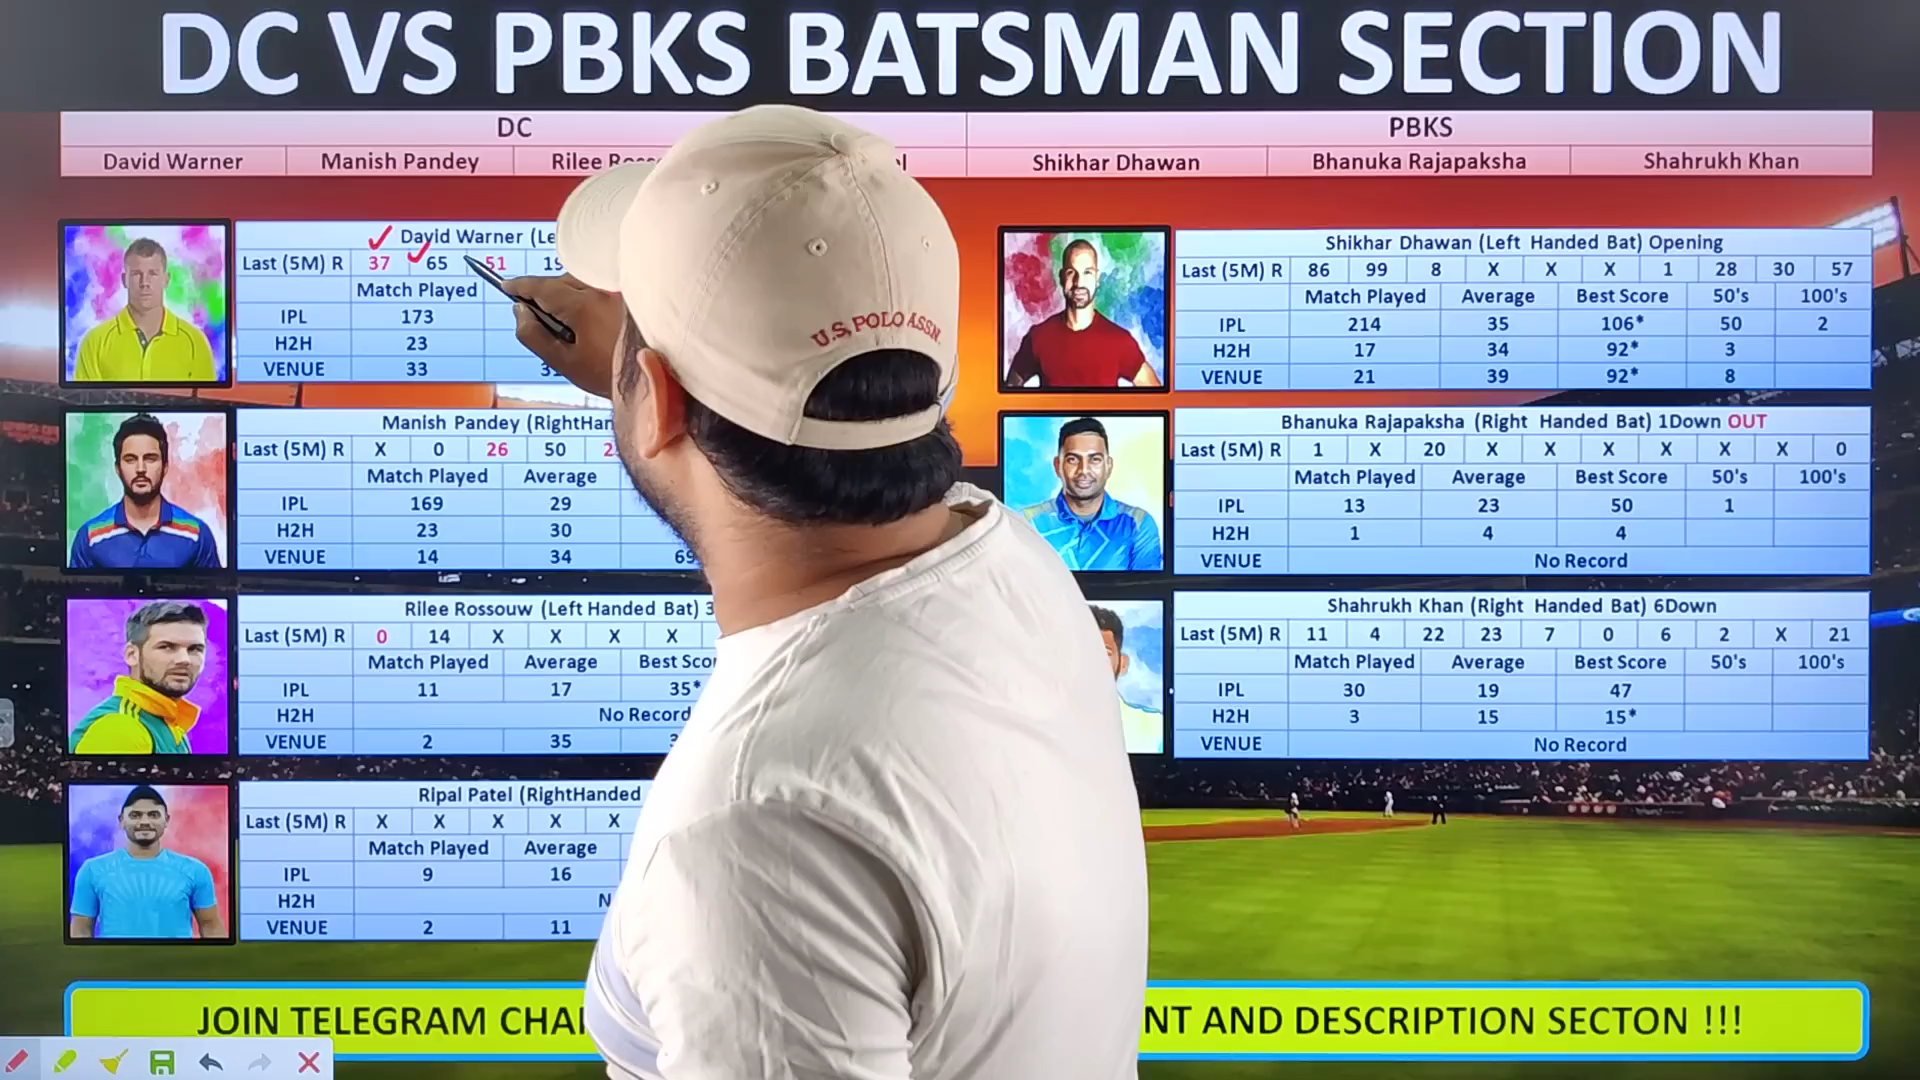 DC VS PBKS BATSMAN SECTION
DC PBKS
David Warner Manish Pandey Rilee Shikhar Dhawan Bhanuka Rajapaksha Shahrukh Khan
David Warner
Last (5M) R 37 65 51
Match Played
IPL 173
H2H 23
VENUE 33
Manish Pandey
Last (5M) R X 0 26 50
Match Played Average
IPL 169 29
H2H 23 30
VENUE 14 34 69
Rilee Rossouw (Left Handed Bat)
Last (5M) R 0 14 X X X X
Match Played Average Best
IPL 11 17 35*
H2H No Record
VENUE 2 35
Ripal Patel (RightHanded
Last (5M) R X X X X X
Match Played Average
IPL 9 16
H2H
VENUE 2 11
Shikhar Dhawan (Left Handed Bat) Opening
Last (5M) R 86 99 8 X X X 1 28 30 57
Match Played Average Best Score 50's 100's
IPL 214 35 106* 50 2
H2H 17 34 92* 3
VENUE 21 39 92* 8
Bhanuka Rajapaksha (Right Handed Bat) 1Down OUT
Last (5M) R 1 X 20 X X X X X X 0
Match Played Average Best Score 50's 100's
IPL 13 23 50 1
H2H 1 4 4
VENUE No Record
Shahrukh Khan (Right Handed Bat) 6Down
Last (5M) R 11 4 22 23 7 0 6 2 X 21
Match Played Average Best Score 50's 100's
IPL 30 19 47
H2H 3 15 15*
VENUE No Record
U.S. POLO ASSN.
JOIN TELEGRAM AND DESCRIPTION SECTON !!!